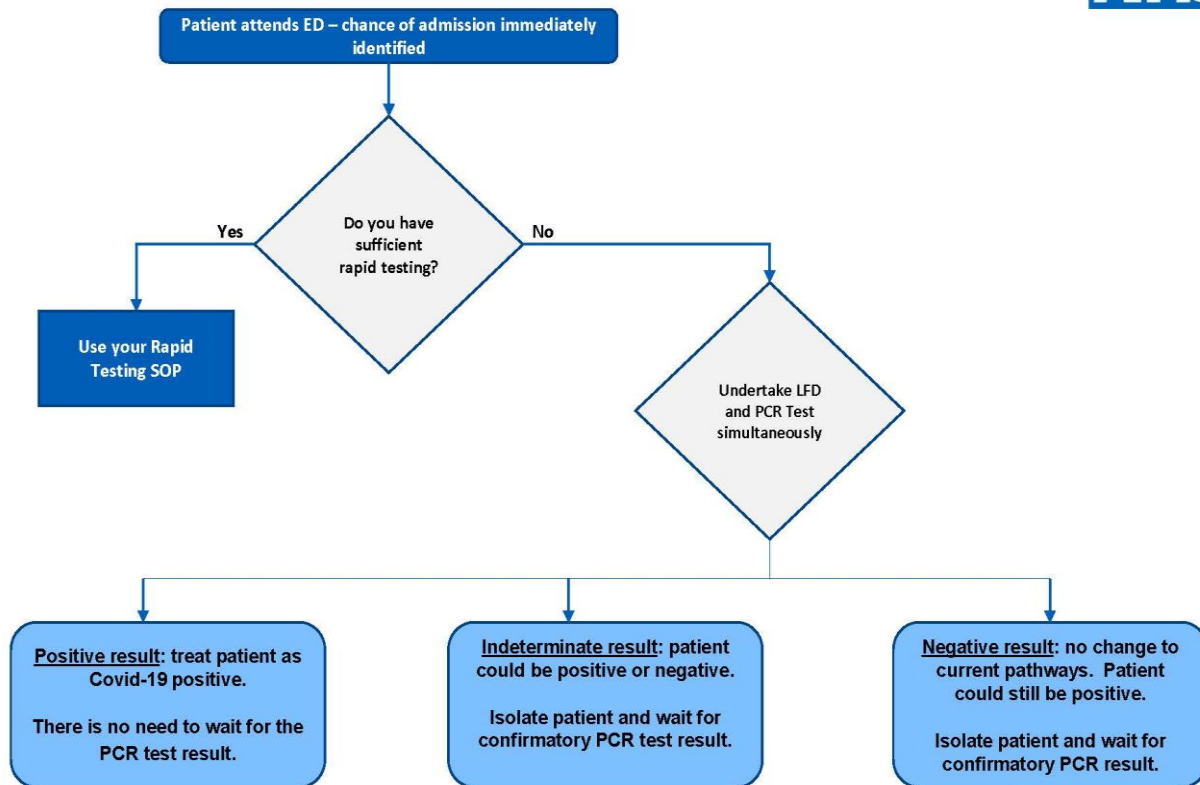 Patient attends ED – chance of admission immediately
identified
Do you have
sufficient
rapid testing?
Yes
No
Use your Rapid
Testing SOP
Undertake LFD
and PCR Test
simultaneously
Positive result: treat patient as
Covid-19 positive.
There is no need to wait for the
PCR test result.
Indeterminate result: patient
could be positive or negative.
Isolate patient and wait for
confirmatory PCR test result.
Negative result: no change to
current pathways.  Patient
could still be positive.
Isolate patient and wait for
confirmatory PCR result.